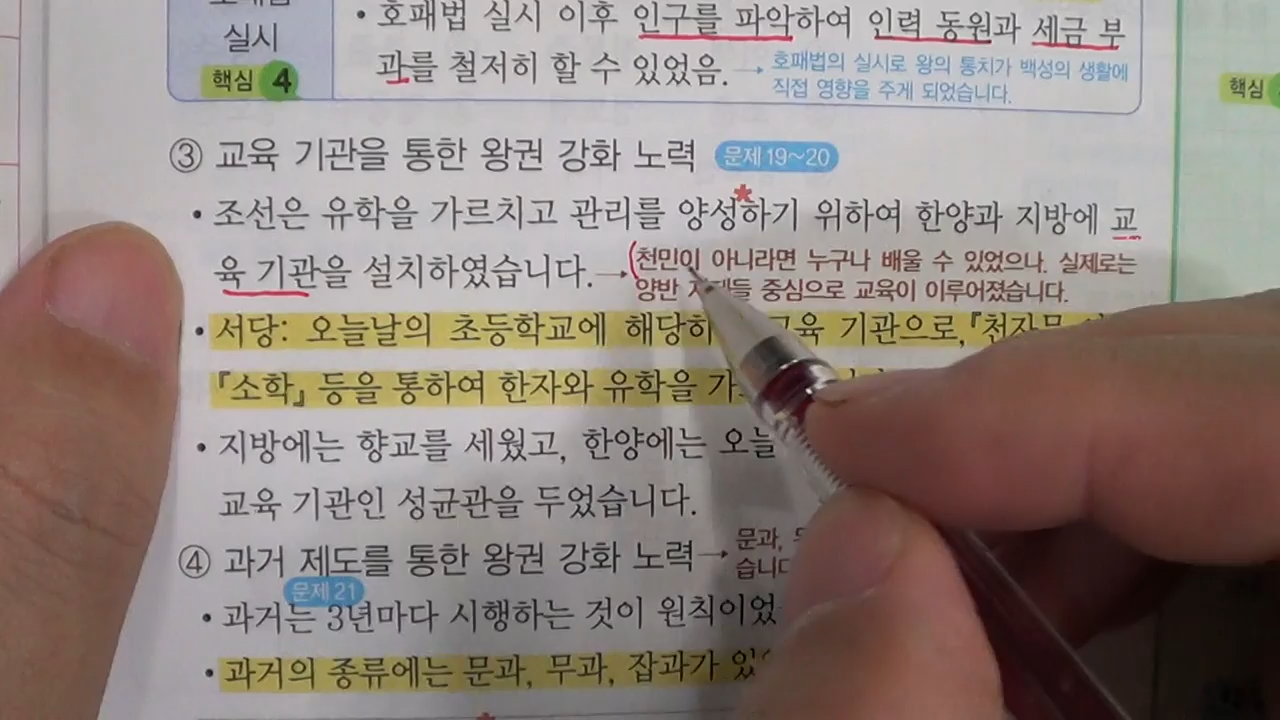 실시
핵심 4
• 호패법 실시 이후 인구를 파악하여 인력 동원과 세금 부
과를 철저히 할 수 있었음. → 호패법의 실시로 왕의 통치가 백성의 생활에
직접 영향을 주게 되었습니다.
핵심
③ 교육 기관을 통한 왕권 강화 노력 문제 19~20
• 조선은 유학을 가르치고 관리를 양성*하기 위하여 한양과 지방에 교
육 기관을 설치하였습니다. → 천민이 아니라면 누구나 배울 수 있었으나, 실제로는
양반 중심으로 교육이 이루어졌습니다.
• 서당: 오늘날의 초등학교에 교육 기관으로, 『천자문
『소학』 등을 통하여 한자와 유학을
• 지방에는 향교를 세웠고, 한양에는
교육 기관인 성균관을 두었습니다.
④ 과거 제도를 통한 왕권 강화 노력 → 문과,
문제 21
• 과거는 3년마다 시행하는 것이
• 과거의 종류에는 문과, 무과, 잡과가